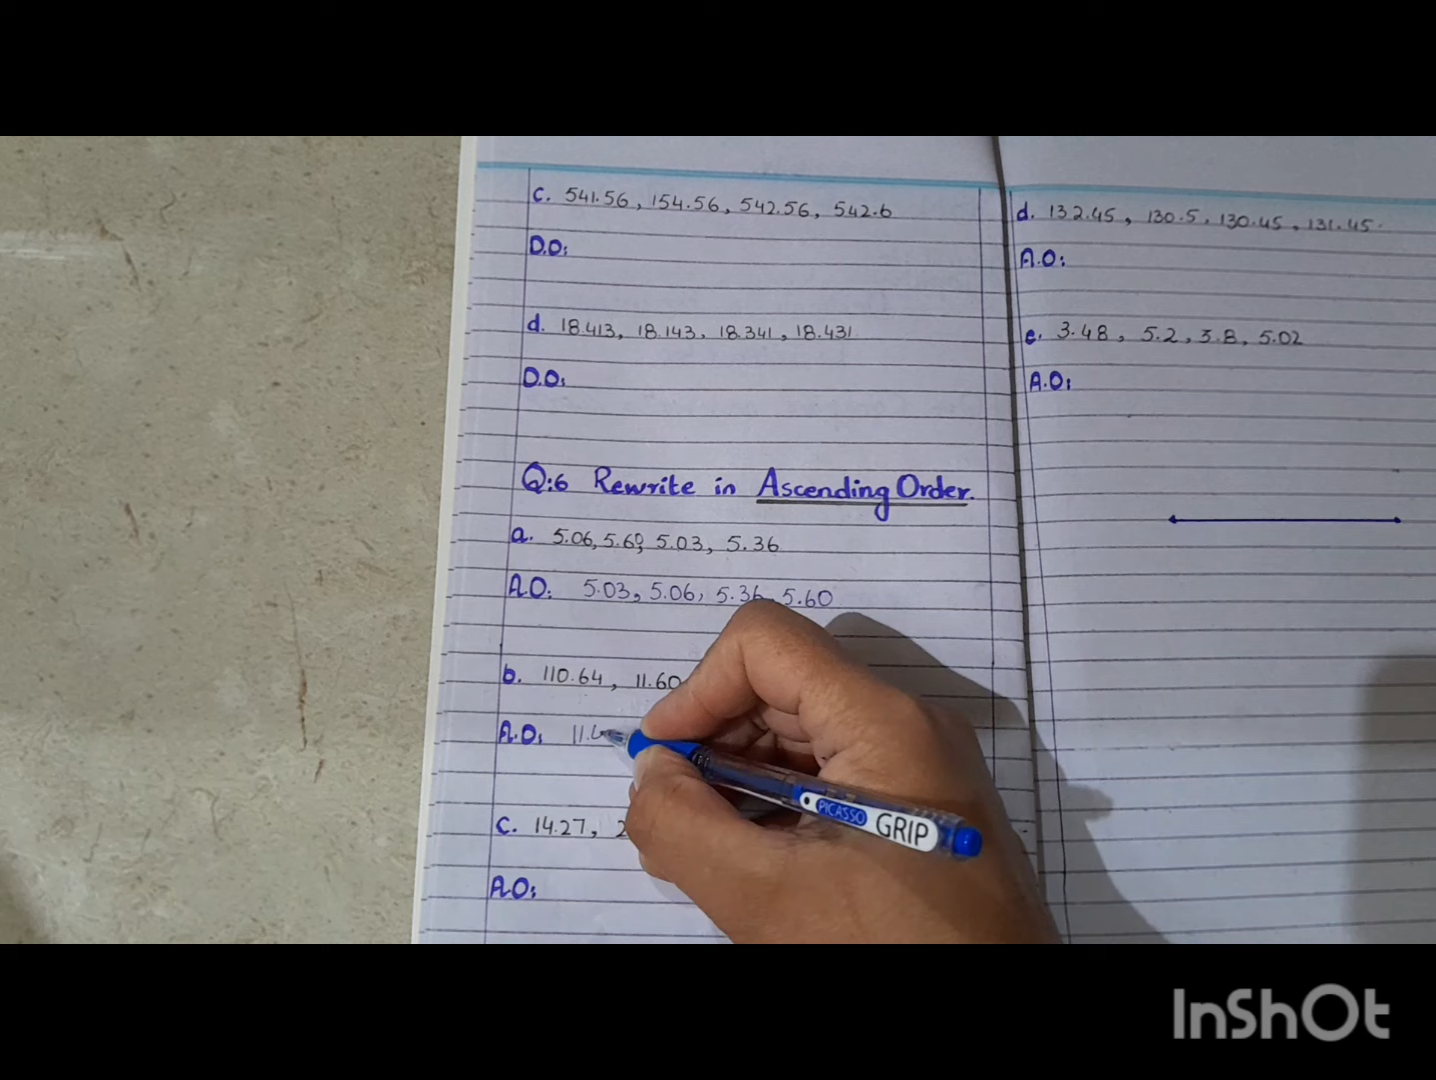 c. 541.56, 154.56, 542.56, 542.6
D.O:
d. 18.413, 18.143, 18.341, 18.431
D.O:
Q:6 Rewrite in Ascending Order.
a. 5.06, 5.60, 5.03, 5.36
A.O: 5.03, 5.06, 5.36, 5.60
b. 110.64, 11.60
A.O: 11.
c. 14.27, 2
A.O:
d. 132.45, 130.5, 130.45, 131.45
A.O:
e. 3.48, 5.2, 3.8, 5.02
A.O:
PICASSO GRIP
InShOt